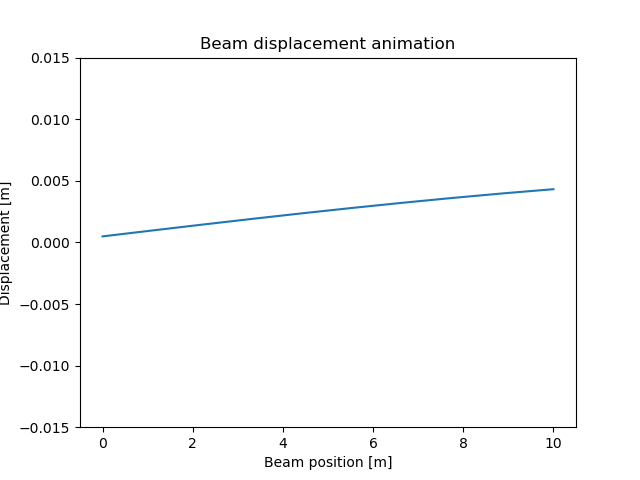 Beam displacement animation
0.015
0.010
0.005
0.000
−0.005
−0.010
−0.015
Displacement [m]
0 2 4 6 8 10
Beam position [m]